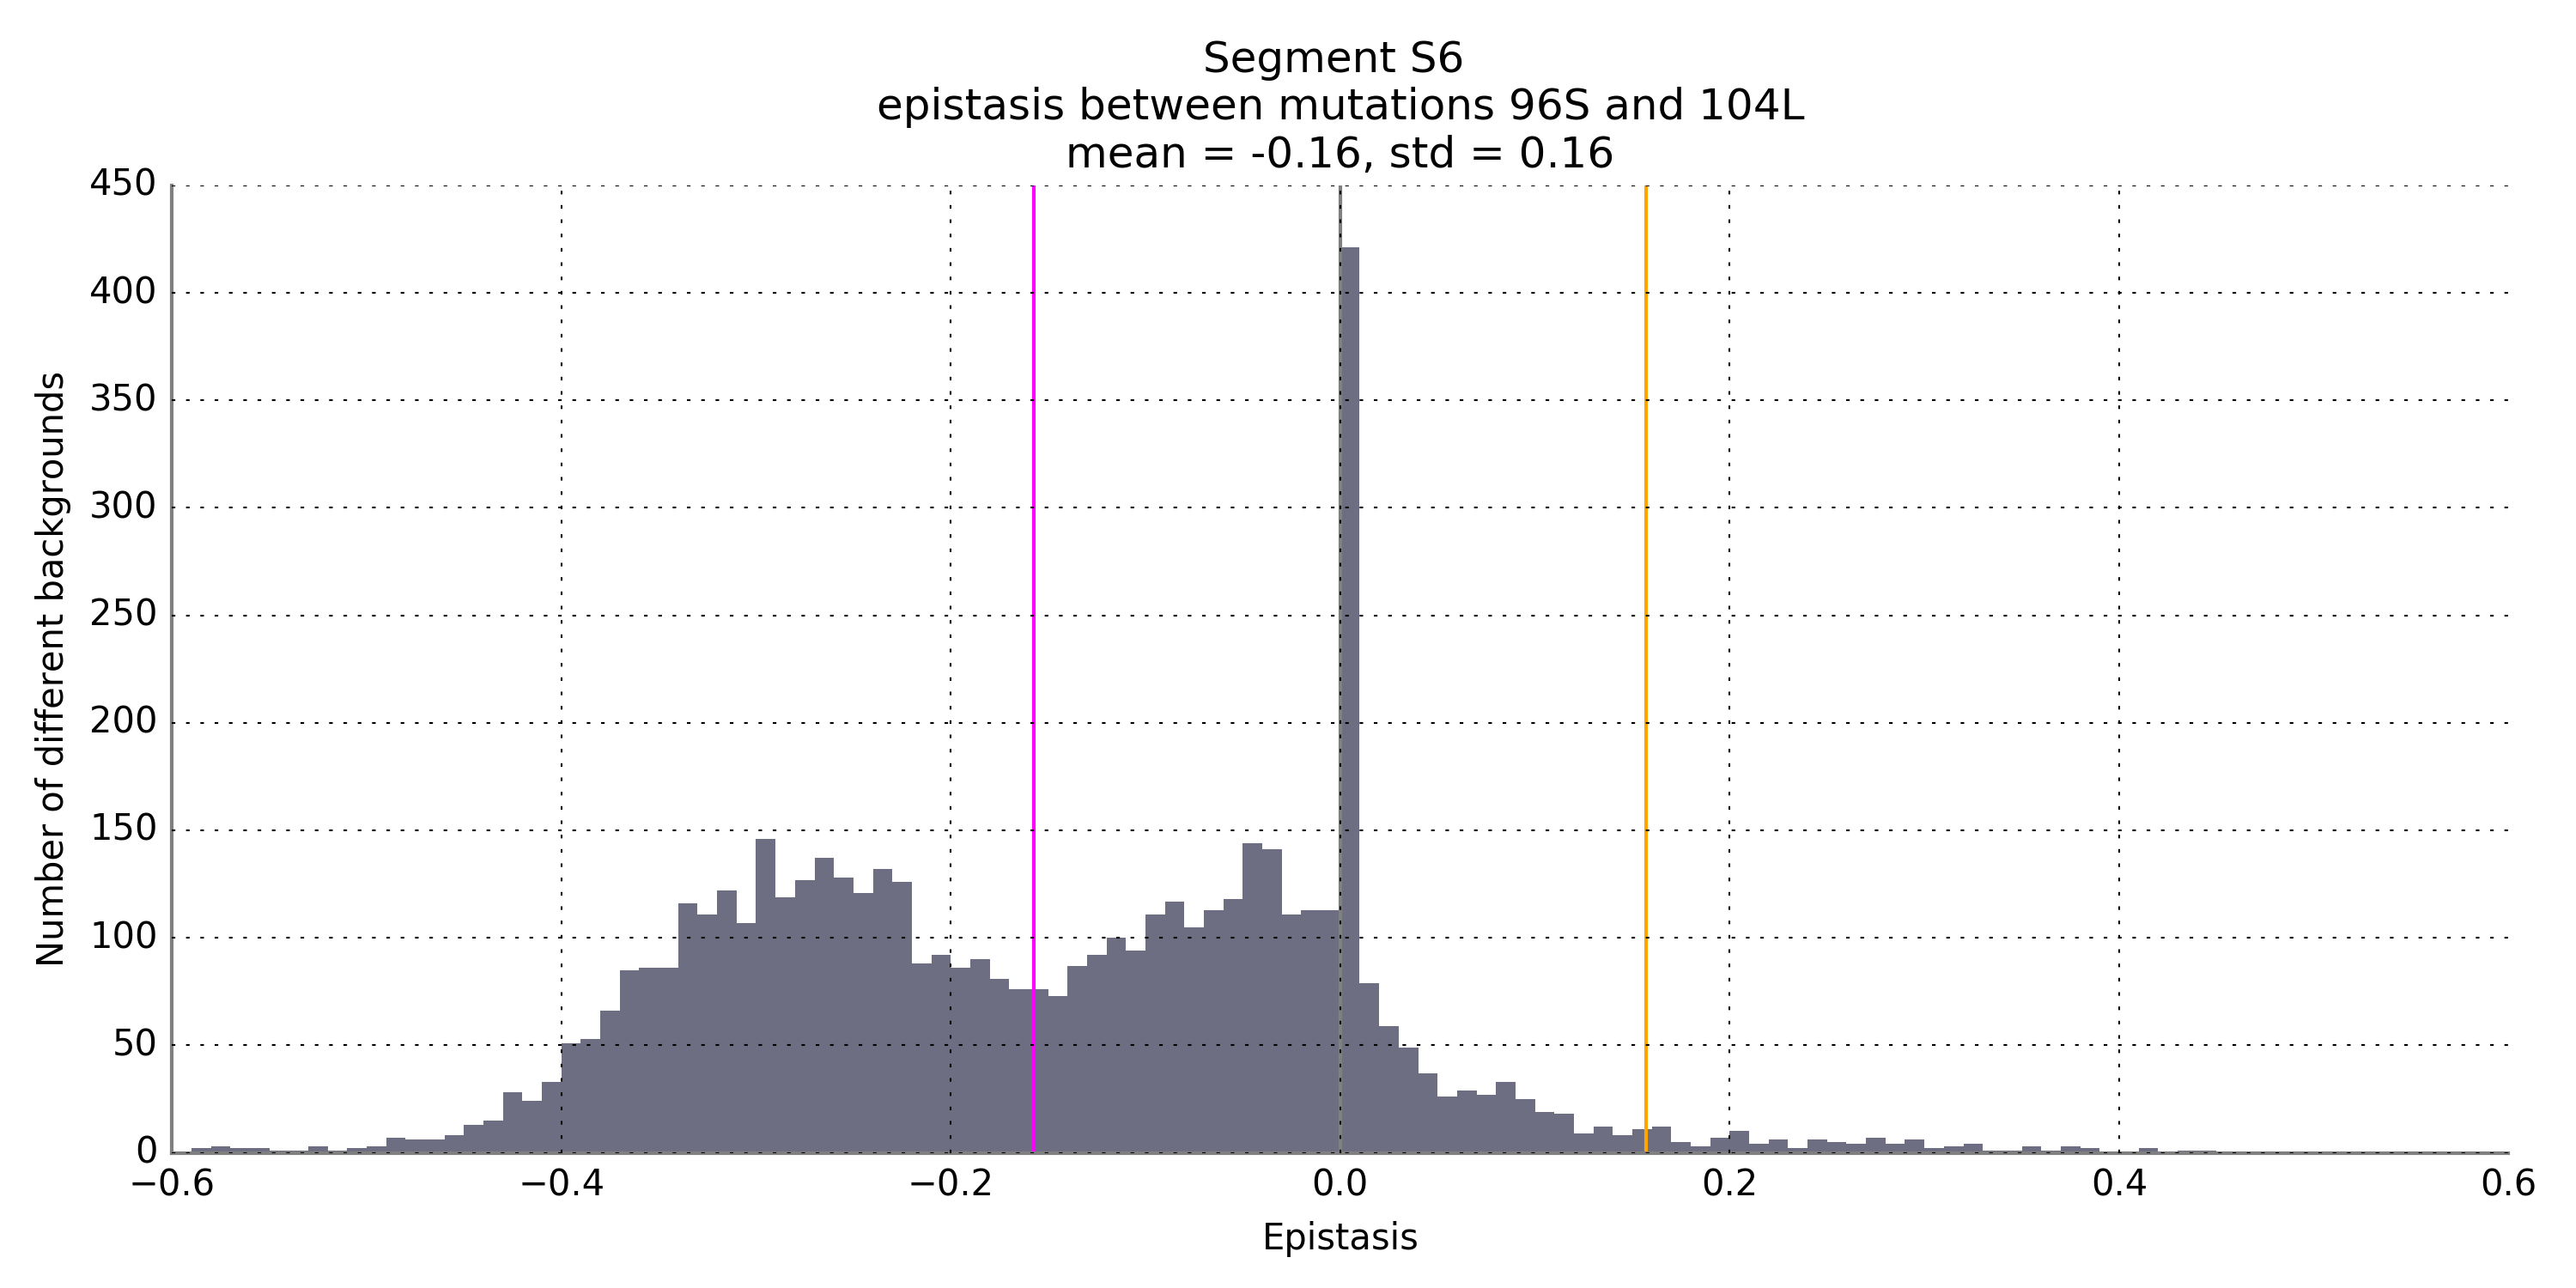 Segment S6
epistasis between mutations 96S and 104L
mean = -0.16, std = 0.16
Number of different backgrounds
450
400
350
300
250
200
150
100
50
0
−0.6 −0.4 −0.2 0.0 0.2 0.4 0.6
Epistasis